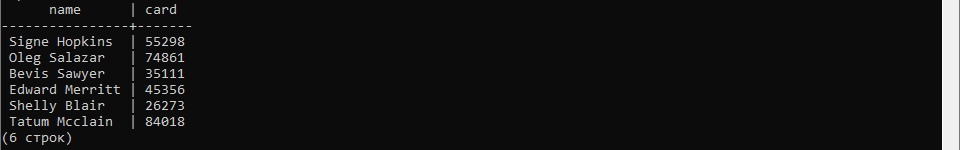 name | card
----------------+-------
Signe Hopkins | 55298
Oleg Salazar | 74861
Bevis Sawyer | 35111
Edward Merritt | 45356
Shelly Blair | 26273
Tatum Mcclain | 84018
(6 строк)